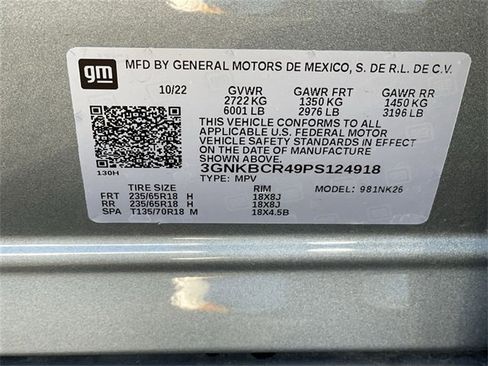 gm
MFD BY GENERAL MOTORS DE MEXICO, S. DE R.L. DE C.V.
10/22 GVWR GAWR FRT GAWR RR
2722 KG 1350 KG 1450 KG
6001 LB 2976 LB 3196 LB
THIS VEHICLE CONFORMS TO ALL
APPLICABLE U.S. FEDERAL MOTOR
VEHICLE SAFETY STANDARDS IN EFFECT ON
THE DATE OF MANUFACTURE SHOWN ABOVE.
130H
3GNKBCR49PS124918
TYPE: MPV MODEL: 981NK26
TIRE SIZE RIM
FRT 235/65R18 H 18X8J
RR 235/65R18 H 18X8J
SPA T135/70R18 M 18X4.5B